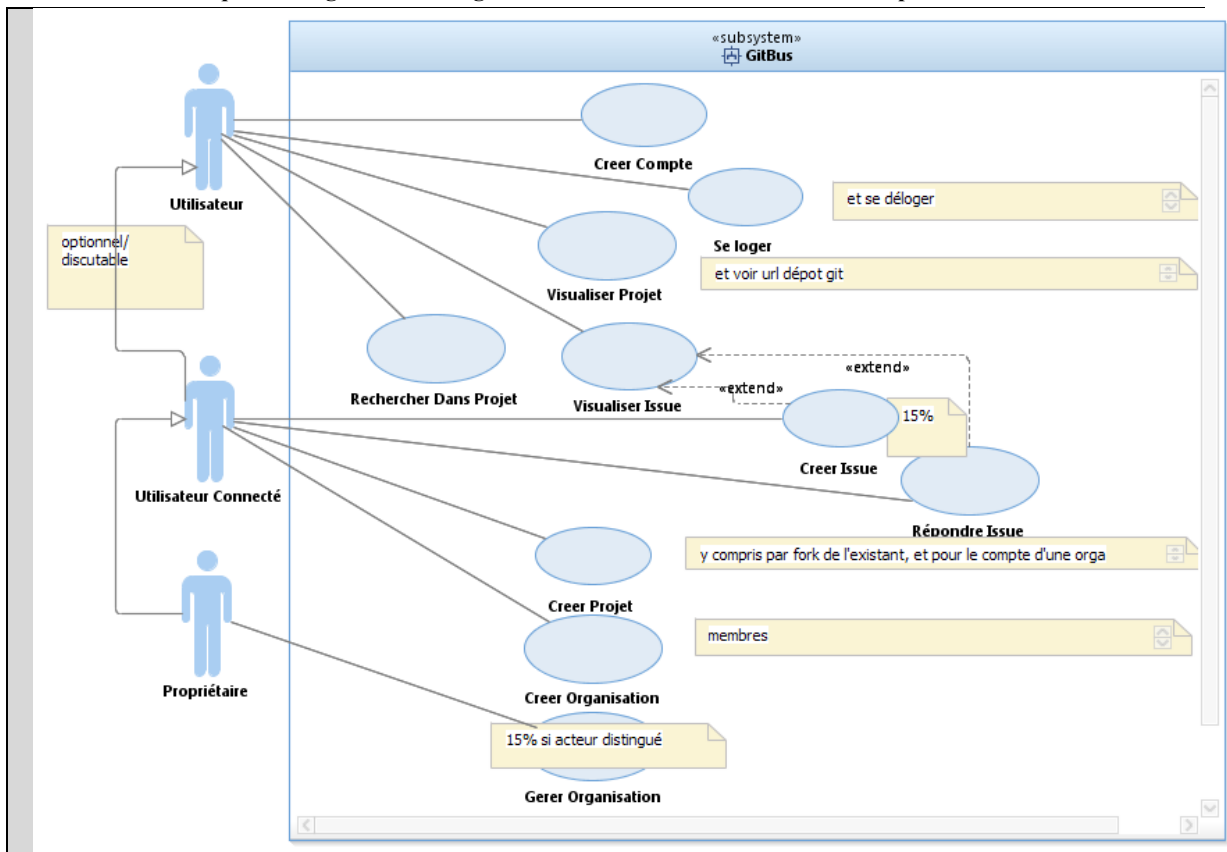 «subsystem»
GitBus
Creer Compte
Utilisateur
et se déloger
Se loger
optionnel/
discutable
et voir url dépot git
Visualiser Projet
«extend»
«extend»
Rechercher Dans Projet
Visualiser Issue
15%
Creer Issue
Utilisateur Connecté
Répondre Issue
y compris par fork de l'existant, et pour le compte d'une orga
Creer Projet
membres
Propriétaire
Creer Organisation
15% si acteur distingué
Gerer Organisation